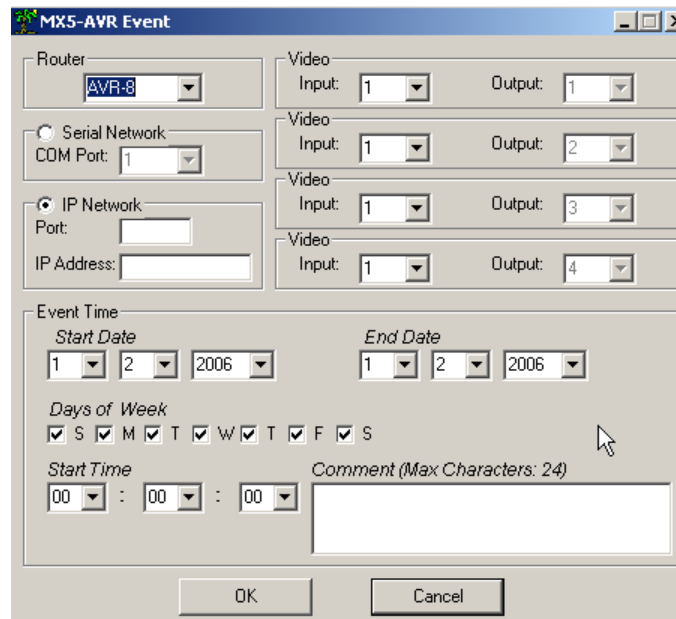 MX5-AVR Event
Router
AVR-8
Serial Network
COM Port: 1
IP Network
Port:
IP Address:
Video
Input: 1 Output: 1
Video
Input: 1 Output: 2
Video
Input: 1 Output: 3
Video
Input: 1 Output: 4
Event Time
Start Date End Date
1 2 2006 1 2 2006
Days of Week
S M T W T F S
Start Time Comment (Max Characters: 24)
00 : 00 : 00
OK Cancel